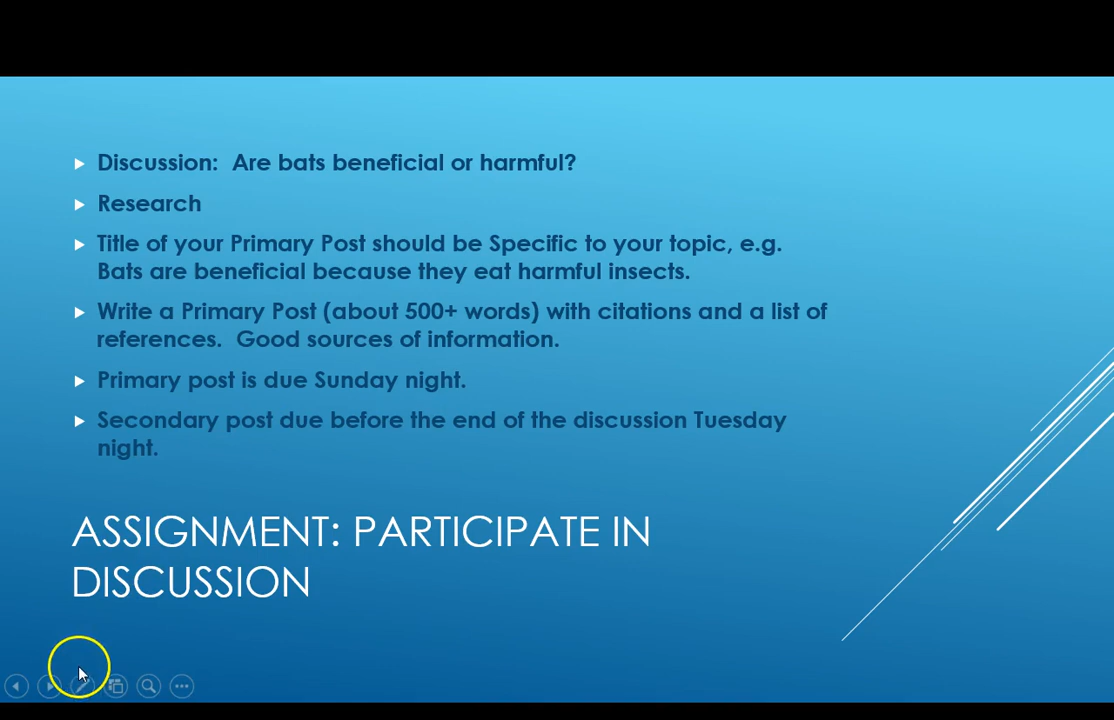 Discussion:  Are bats beneficial or harmful?
Research
Title of your Primary Post should be Specific to your topic, e.g.
Bats are beneficial because they eat harmful insects.
Write a Primary Post (about 500+ words) with citations and a list of
references.  Good sources of information.
Primary post is due Sunday night.
Secondary post due before the end of the discussion Tuesday
night.
ASSIGNMENT: PARTICIPATE IN
DISCUSSION